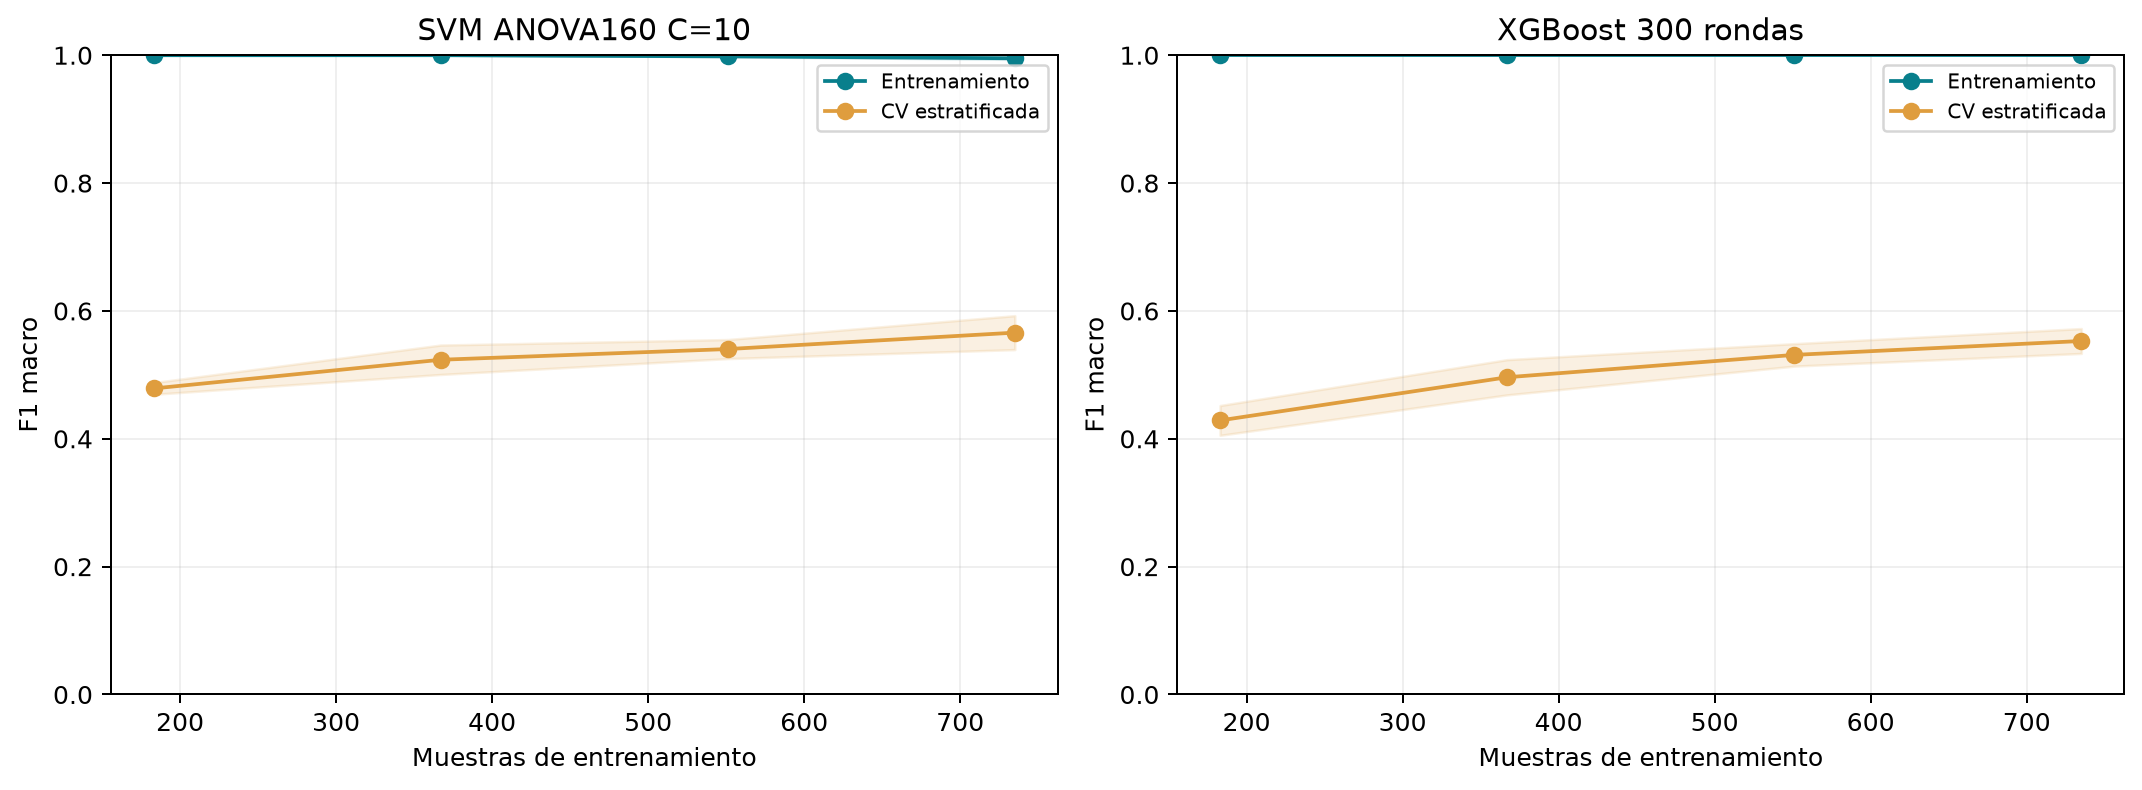 SVM ANOVA160 C=10
1.0
0.8
0.6
0.4
0.2
0.0
F1 macro
Entrenamiento
CV estratificada
200 300 400 500 600 700
Muestras de entrenamiento
XGBoost 300 rondas
1.0
0.8
0.6
0.4
0.2
0.0
F1 macro
Entrenamiento
CV estratificada
200 300 400 500 600 700
Muestras de entrenamiento